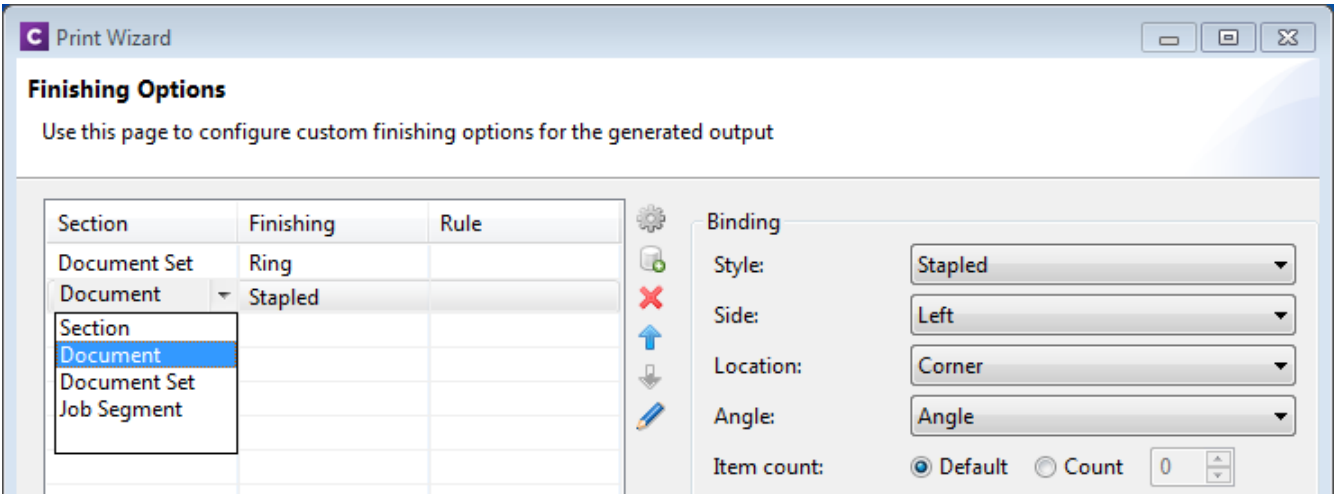 C Print Wizard
Finishing Options
Use this page to configure custom finishing options for the generated output
Section Finishing Rule
Document Set Ring
Document Stapled
Section
Document
Document Set
Job Segment
Binding
Style: Stapled
Side: Left
Location: Corner
Angle: Angle
Item count: Default Count 0